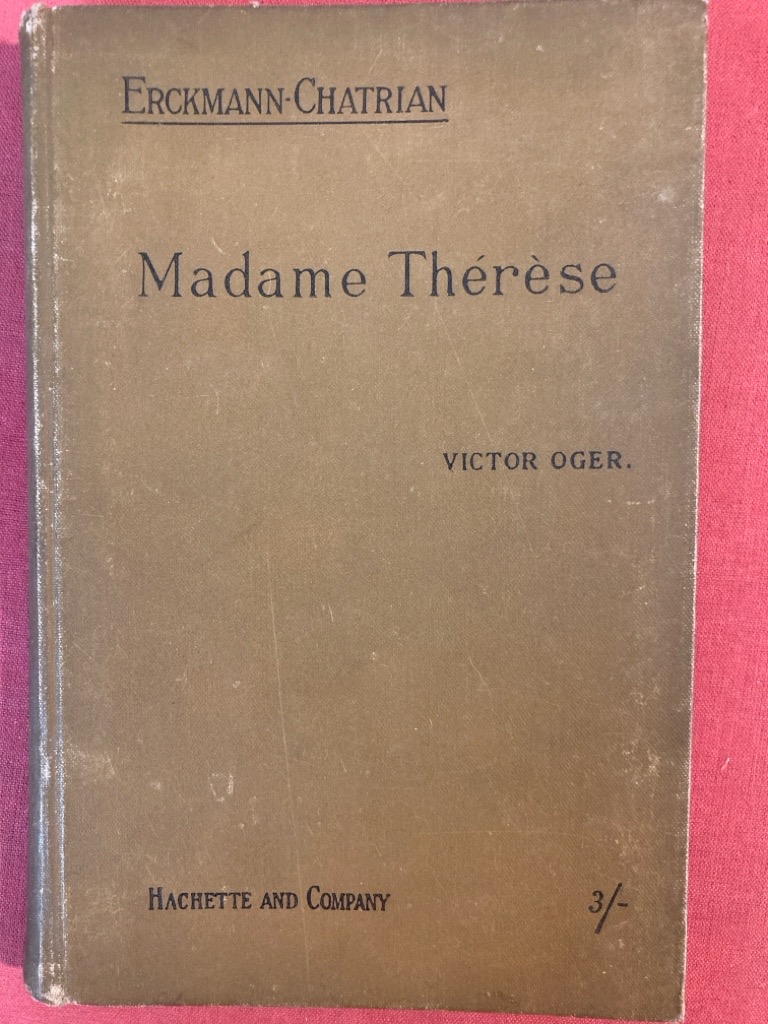 ERCKMANN-CHATRIAN
Madame Thérèse
VICTOR OGER.
HACHETTE AND COMPANY 3/-